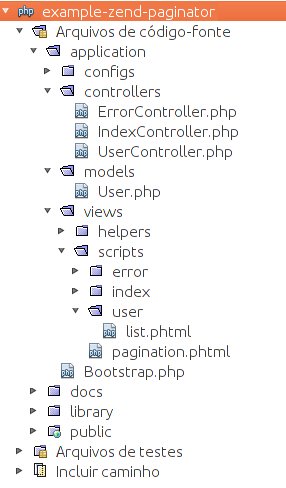 php example-zend-paginator
Arquivos de código-fonte
application
configs
controllers
ErrorController.php
IndexController.php
UserController.php
models
User.php
views
helpers
scripts
error
index
user
list.phtml
pagination.phtml
Bootstrap.php
docs
library
public
Arquivos de testes
Incluir caminho